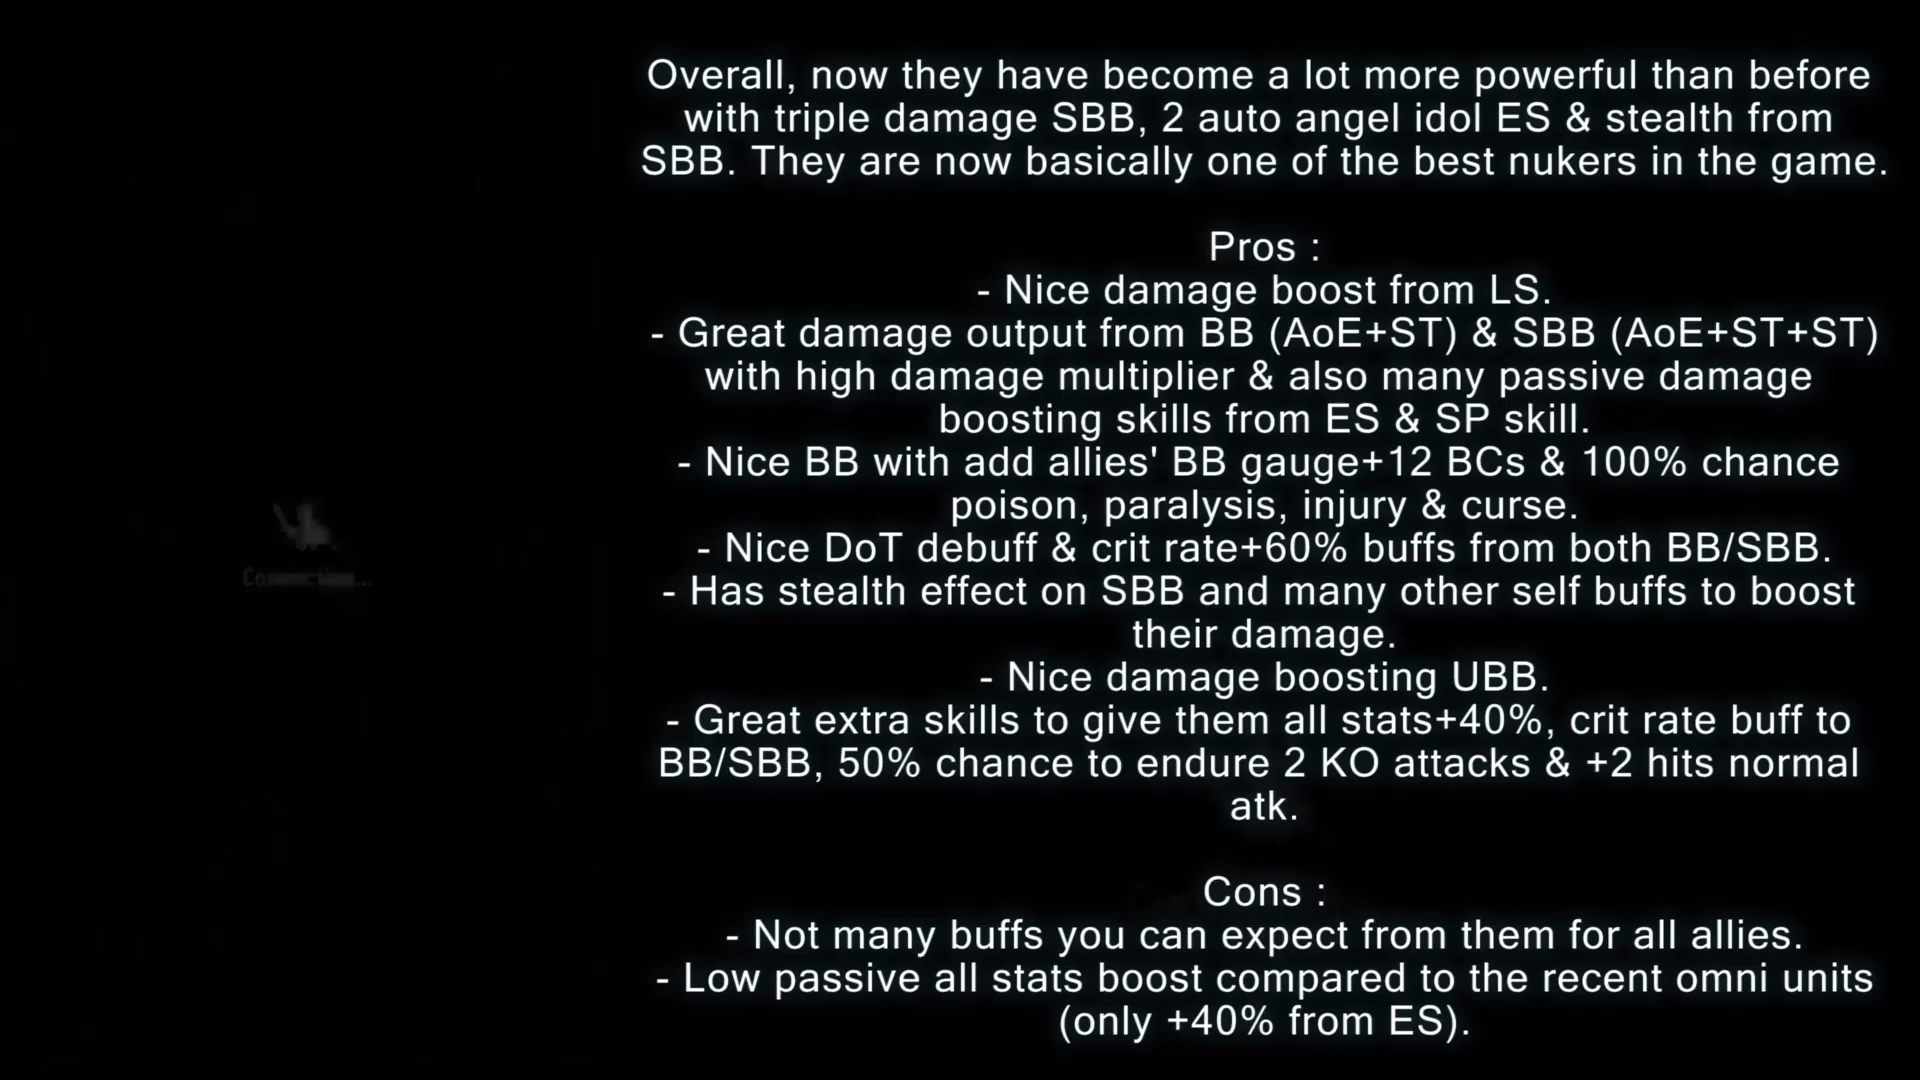 Overall, now they have become a lot more powerful than before
with triple damage SBB, 2 auto angel idol ES & stealth from
SBB. They are now basically one of the best nukers in the game.
Pros :
- Nice damage boost from LS.
- Great damage output from BB (AoE+ST) & SBB (AoE+ST+ST)
with high damage multiplier & also many passive damage
boosting skills from ES & SP skill.
- Nice BB with add allies' BB gauge+12 BCs & 100% chance
poison, paralysis, injury & curse.
- Nice DoT debuff & crit rate+60% buffs from both BB/SBB.
- Has stealth effect on SBB and many other self buffs to boost
their damage.
- Nice damage boosting UBB.
- Great extra skills to give them all stats+40%, crit rate buff to
BB/SBB, 50% chance to endure 2 KO attacks & +2 hits normal
atk.
Cons :
- Not many buffs you can expect from them for all allies.
- Low passive all stats boost compared to the recent omni units
(only +40% from ES).